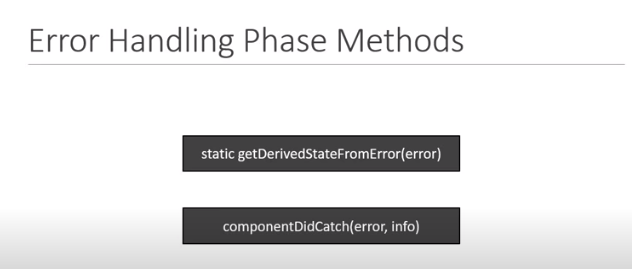 Error Handling Phase Methods
static getDerivedStateFromError(error)
componentDidCatch(error, info)